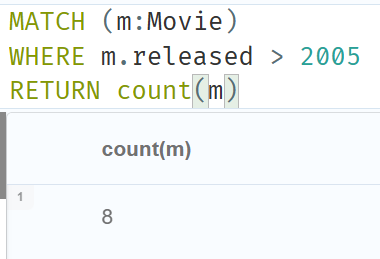 MATCH (m:Movie)
WHERE m.released > 2005
RETURN count(m)
count(m)
1
8